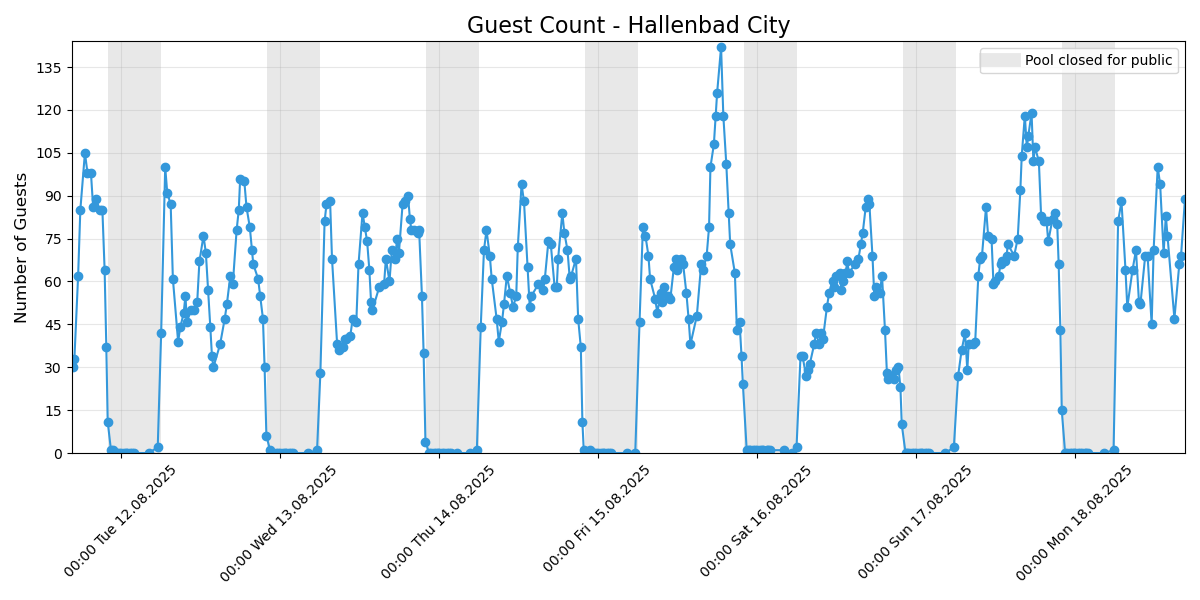 Guest Count - Hallenbad City
Pool closed for public
Number of Guests
135
120
105
90
75
60
45
30
15
0
00:00 Tue 12.08.2025
00:00 Wed 13.08.2025
00:00 Thu 14.08.2025
00:00 Fri 15.08.2025
00:00 Sat 16.08.2025
00:00 Sun 17.08.2025
00:00 Mon 18.08.2025